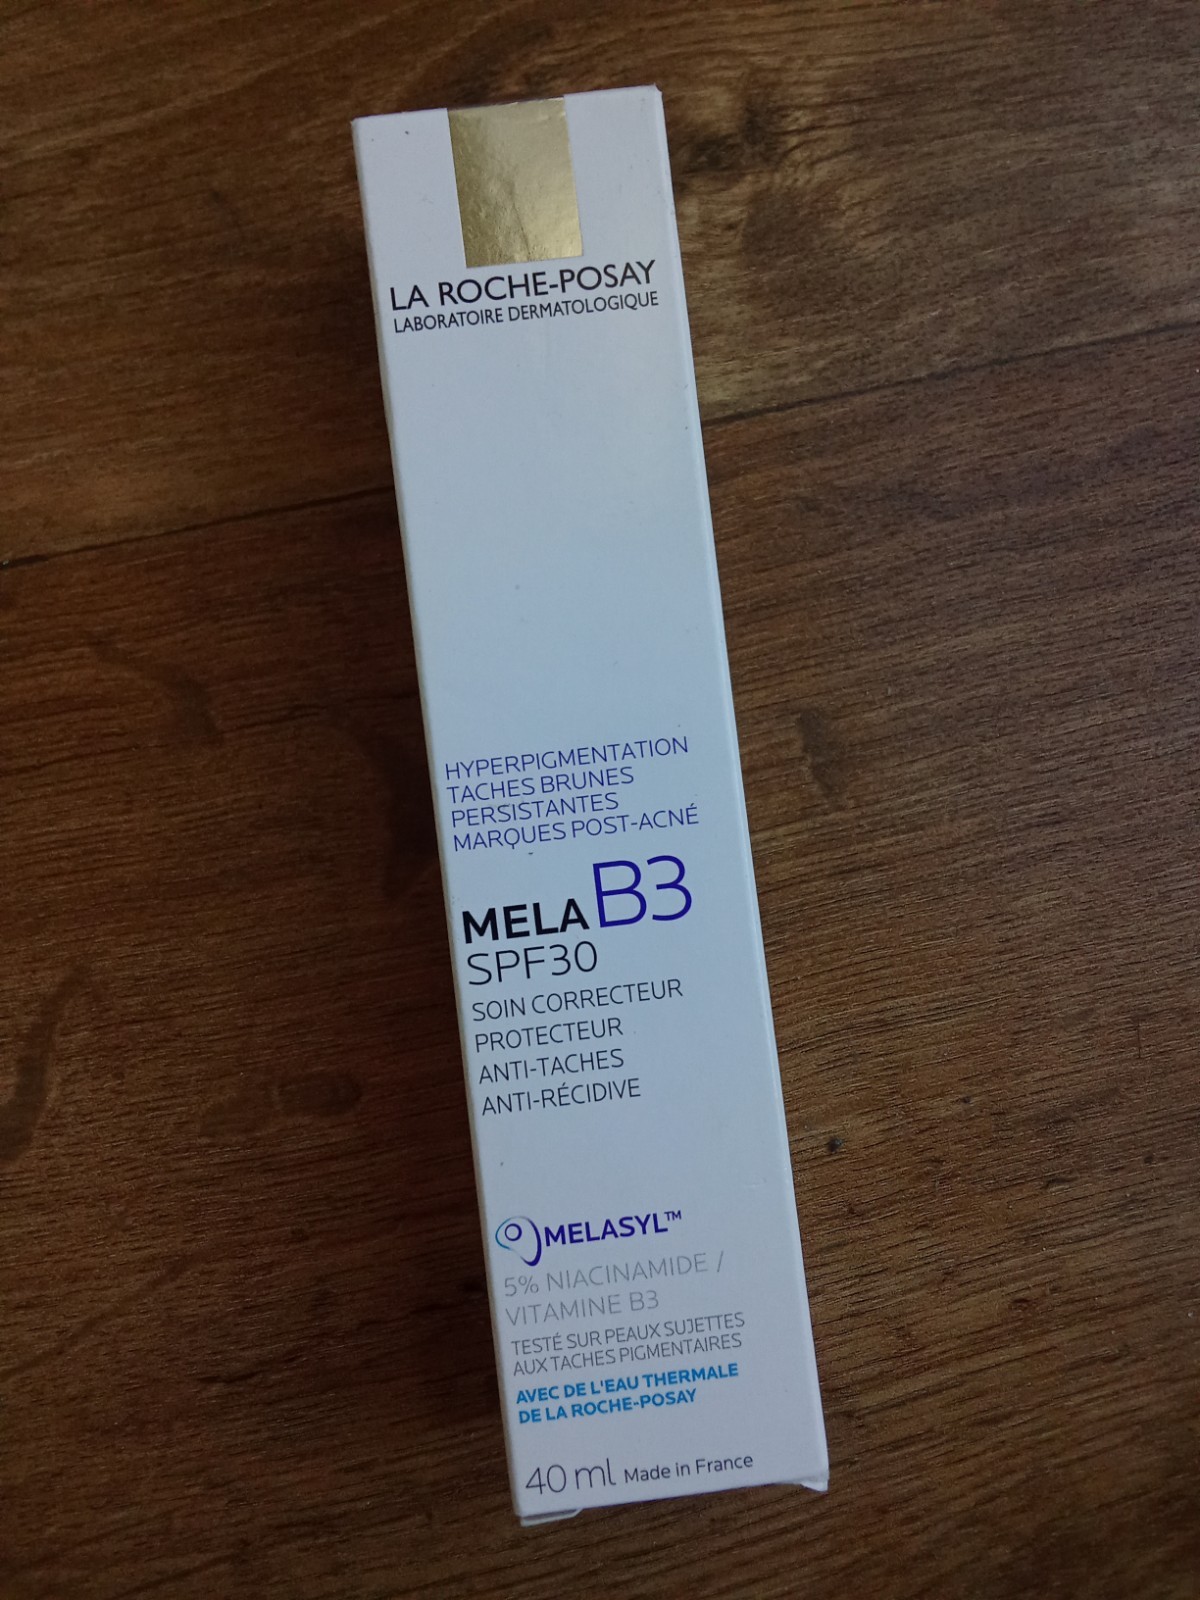 LA ROCHE-POSAY
LABORATOIRE DERMATOLOGIQUE
HYPERPIGMENTATION
TACHES BRUNES
PERSISTANTES
MARQUES POST-ACNÉ
MELA B3
SPF30
SOIN CORRECTEUR
PROTECTEUR
ANTI-TACHES
ANTI-RÉCIDIVE
MELASYL™
5% NIACINAMIDE /
VITAMINE B3
TESTÉ SUR PEAUX SUJETTES
AUX TACHES PIGMENTAIRES
AVEC DE L'EAU THERMALE
DE LA ROCHE-POSAY
40 ml Made in France